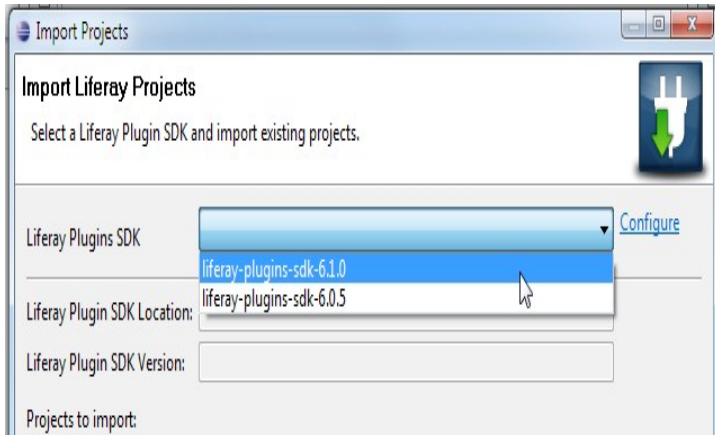 Import Projects
Import Liferay Projects
Select a Liferay Plugin SDK and import existing projects.
Liferay Plugins SDK
Configure
liferay-plugins-sdk-6.1.0
liferay-plugins-sdk-6.0.5
Liferay Plugin SDK Location:
Liferay Plugin SDK Version:
Projects to import: